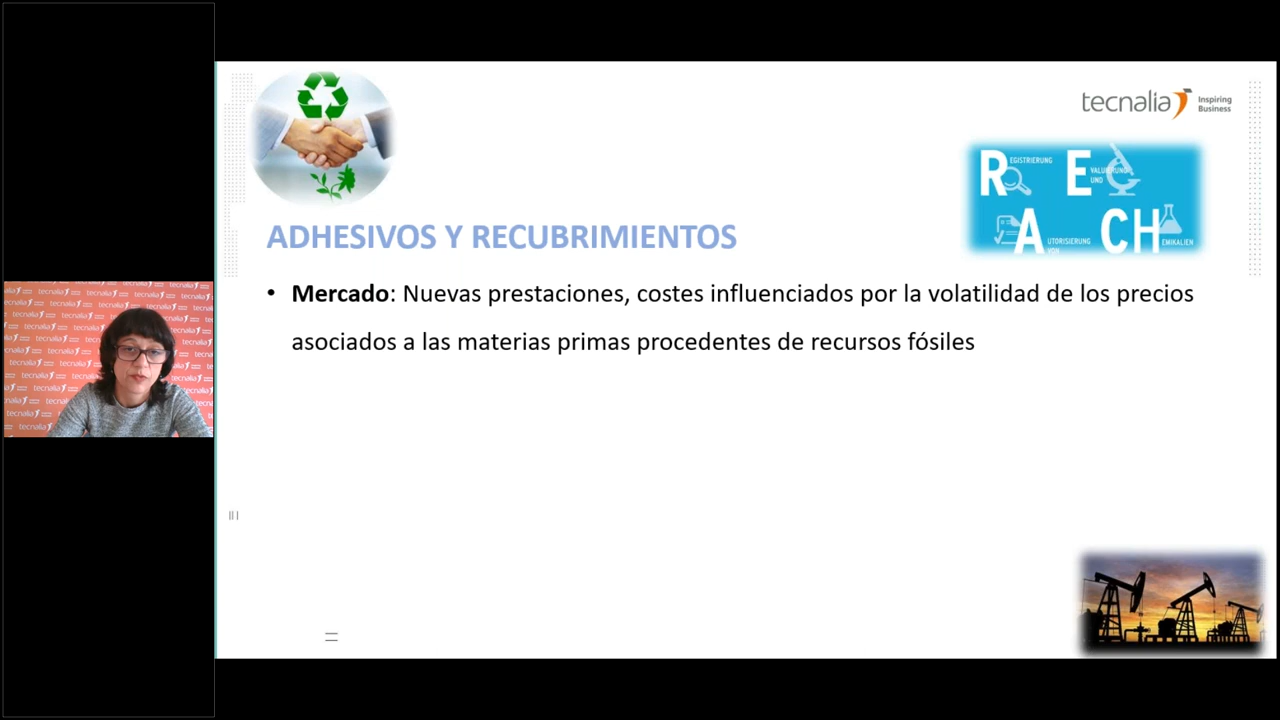 tecnalia Inspiring
Business
REGISTRIERUNG EVALUIERUNG
UND
AUTORISIERUNG CHEMIKALIEN
VON
ADHESIVOS Y RECUBRIMIENTOS
• Mercado: Nuevas prestaciones, costes influenciados por la volatilidad de los precios
asociados a las materias primas procedentes de recursos fósiles
tecnalia